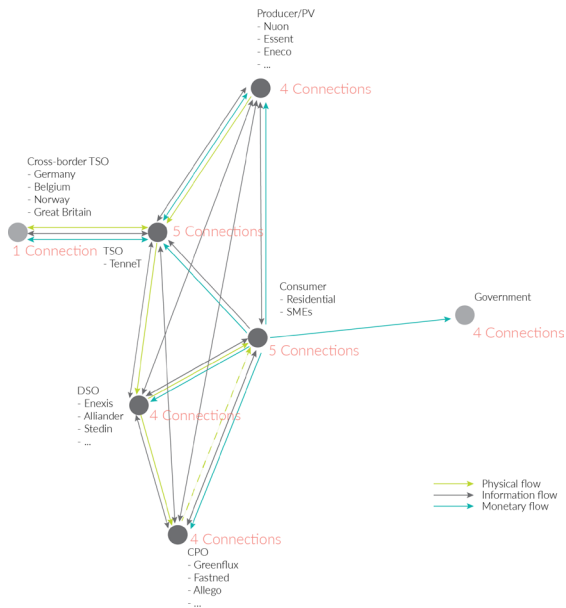 Producer/PV
- Nuon
- Essent
- Eneco
- ...
4 Connections
Cross-border TSO
- Germany
- Belgium
- Norway
- Great Britain
5 Connections
1 Connection
TSO
- TenneT
Consumer
- Residential
- SMEs
Government
4 Connections
5 Connections
DSO
- Enexis
- Alliander
- Stedin
- ...
4 Connections
Physical flow
Information flow
Monetary flow
4 Connections
CPO
- Greenflux
- Fastned
- Allego
- ...